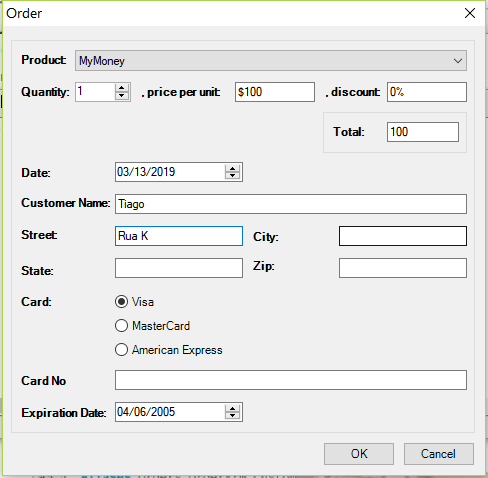 Order
Product: MyMoney
Quantity: 1 , price per unit: $100 , discount: 0%
Total: 100
Date: 03/13/2019
Customer Name: Tiago
Street: Rua K City:
State: Zip:
Card: Visa
MasterCard
American Express
Card No
Expiration Date: 04/06/2005
OK Cancel